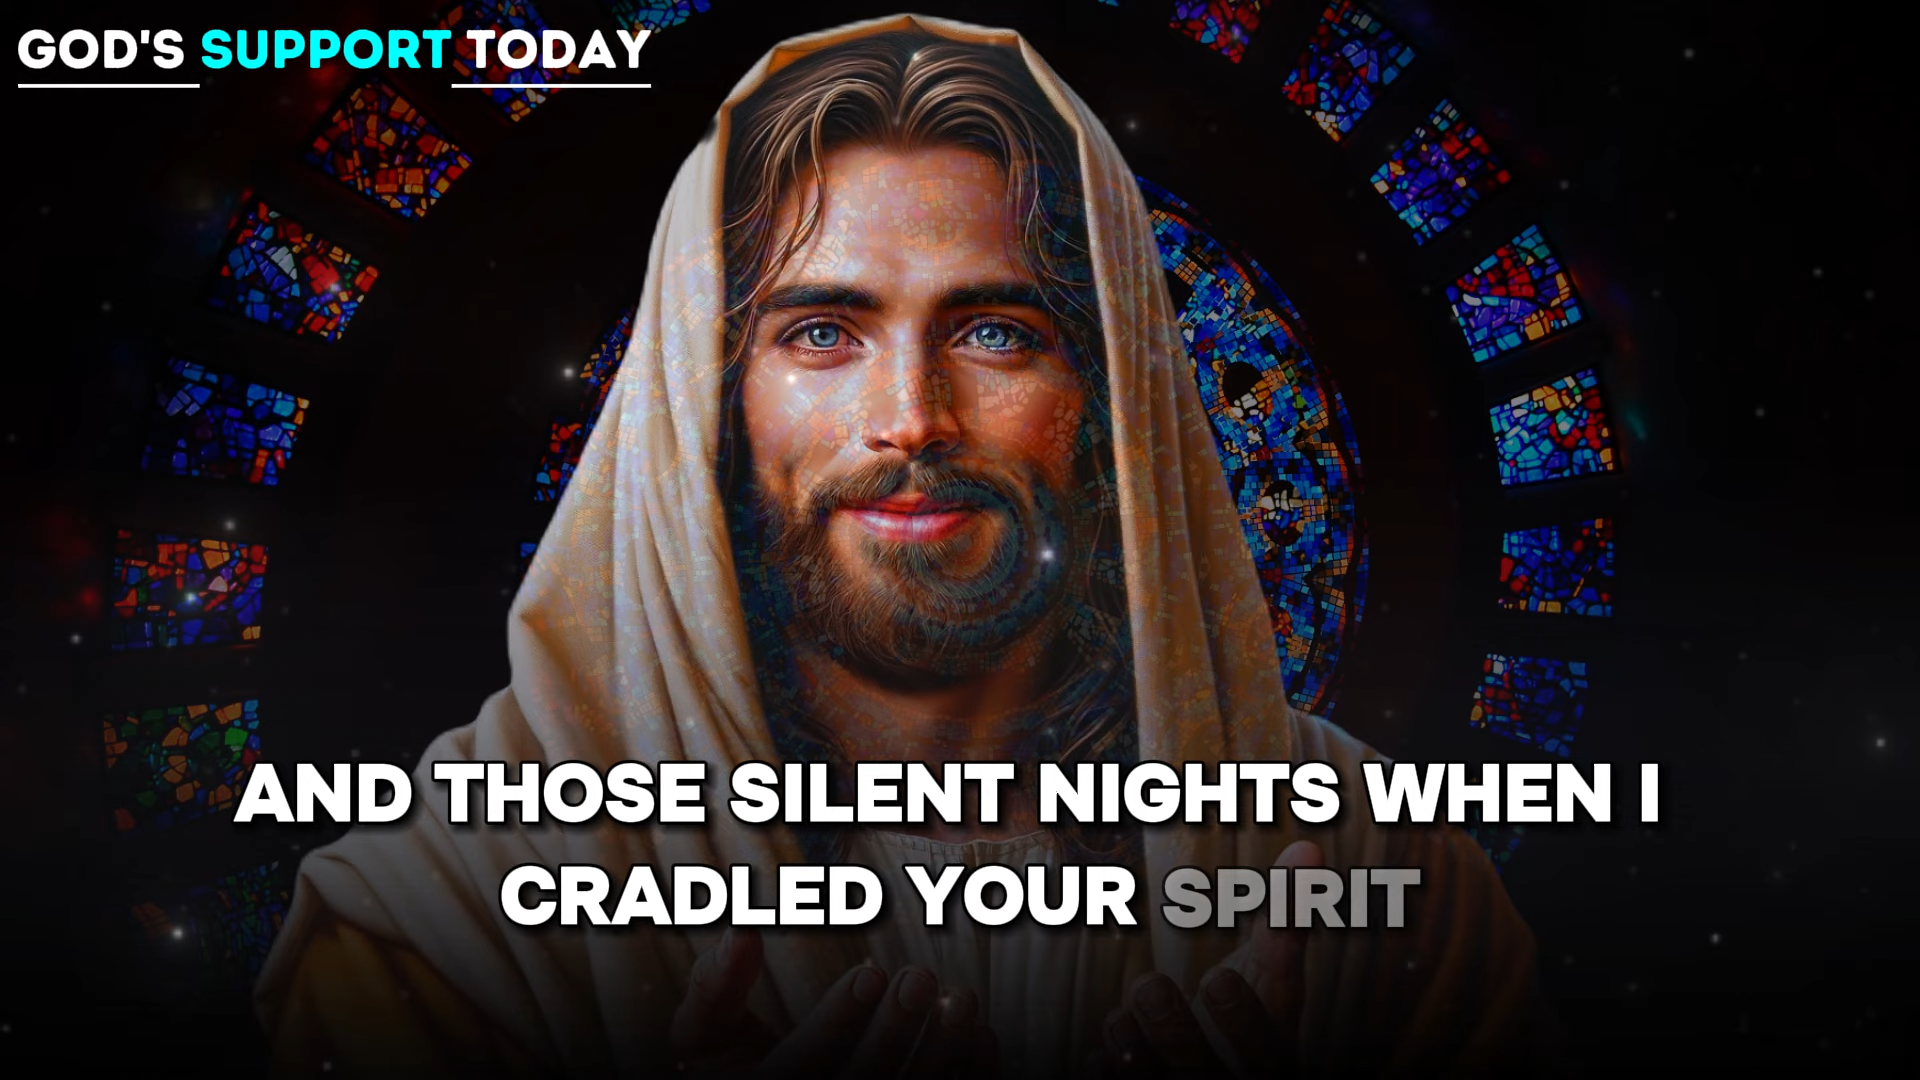 GOD'S SUPPORT TODAY
AND THOSE SILENT NIGHTS WHEN I
CRADLED YOUR SPIRIT